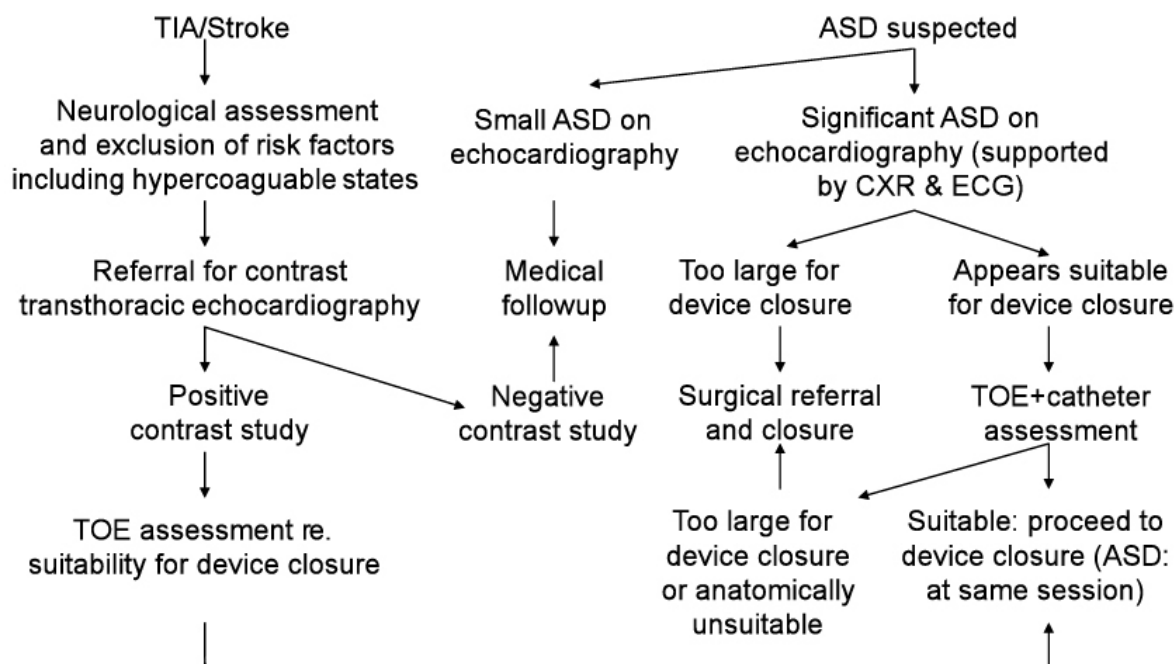 TIA/Stroke
Neurological assessment
and exclusion of risk factors
including hypercoaguable states
Referral for contrast
transthoracic echocardiography
Positive
contrast study
TOE assessment re.
suitability for device closure
Negative
contrast study
Medical
followup
ASD suspected
Small ASD on
echocardiography
Significant ASD on
echocardiography (supported
by CXR & ECG)
Too large for
device closure
Surgical referral
and closure
Appears suitable
for device closure
TOE+catheter
assessment
Too large for
device closure
or anatomically
unsuitable
Suitable: proceed to
device closure (ASD:
at same session)